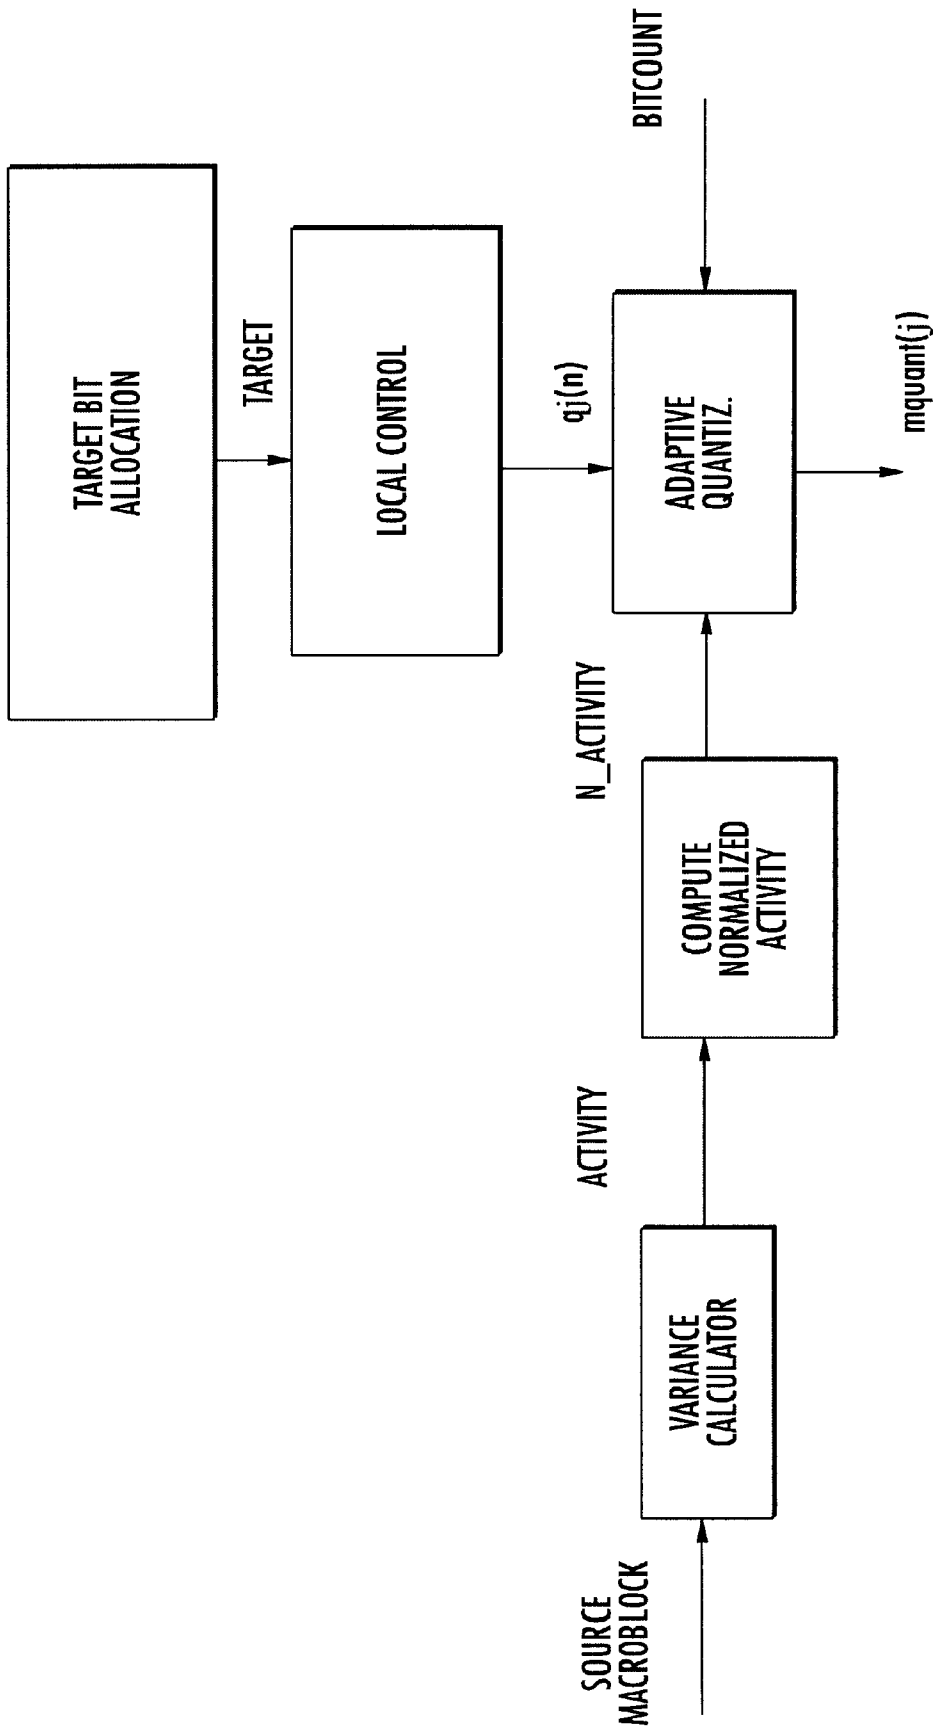 TARGET BIT
ALLOCATION
TARGET
LOCAL CONTROL
qj(n)
BITCOUNT
ADAPTIVE
QUANTIZ.
mquant(j)
N_ACTIVITY
COMPUTE
NORMALIZED
ACTIVITY
ACTIVITY
VARIANCE
CALCULATOR
SOURCE
MACROBLOCK